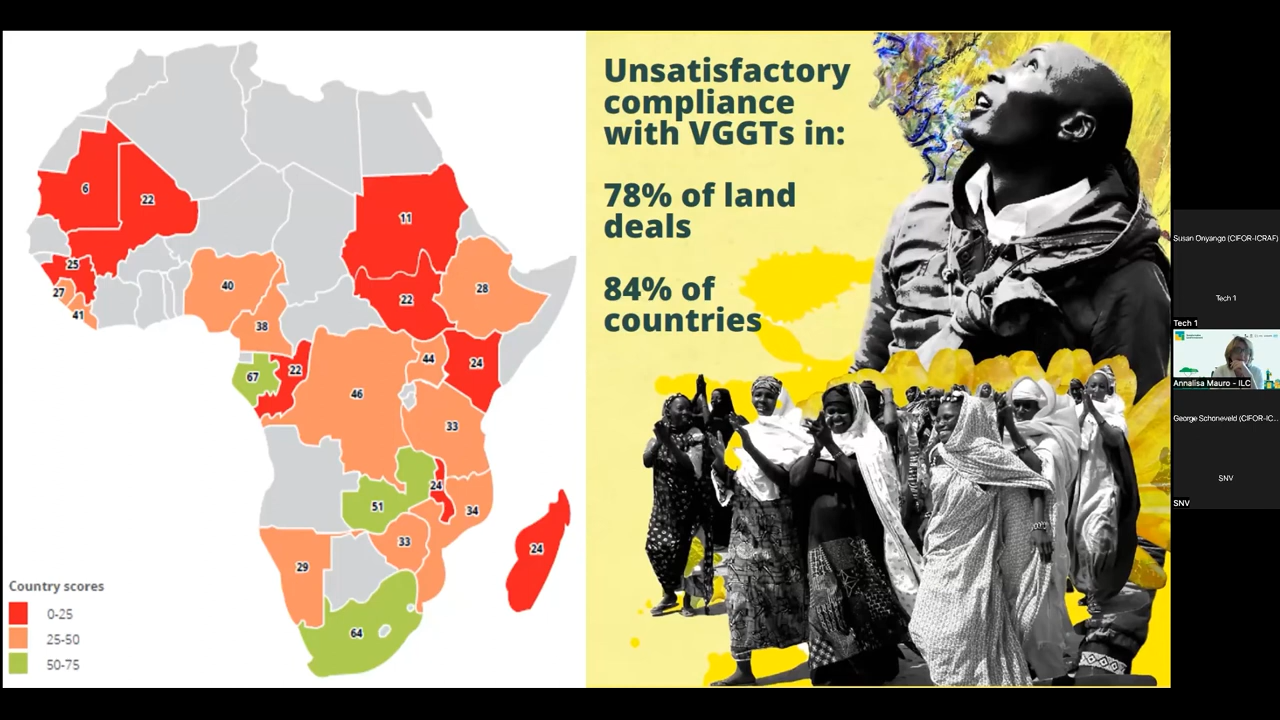 6
22
11
25
27
41
40
38
28
22
67
22
46
44
24
33
51
24
34
33
29
24
64
Country scores
0-25
25-50
50-75
Unsatisfactory
compliance
with VGGTs in:
78% of land
deals
84% of
countries
Susan Onyango (CIFOR-ICRAF)
Tech 1
Tech 1
Annalisa Mauro - ILC
George Schoneveld (CIFOR-IC...
SNV
SNV